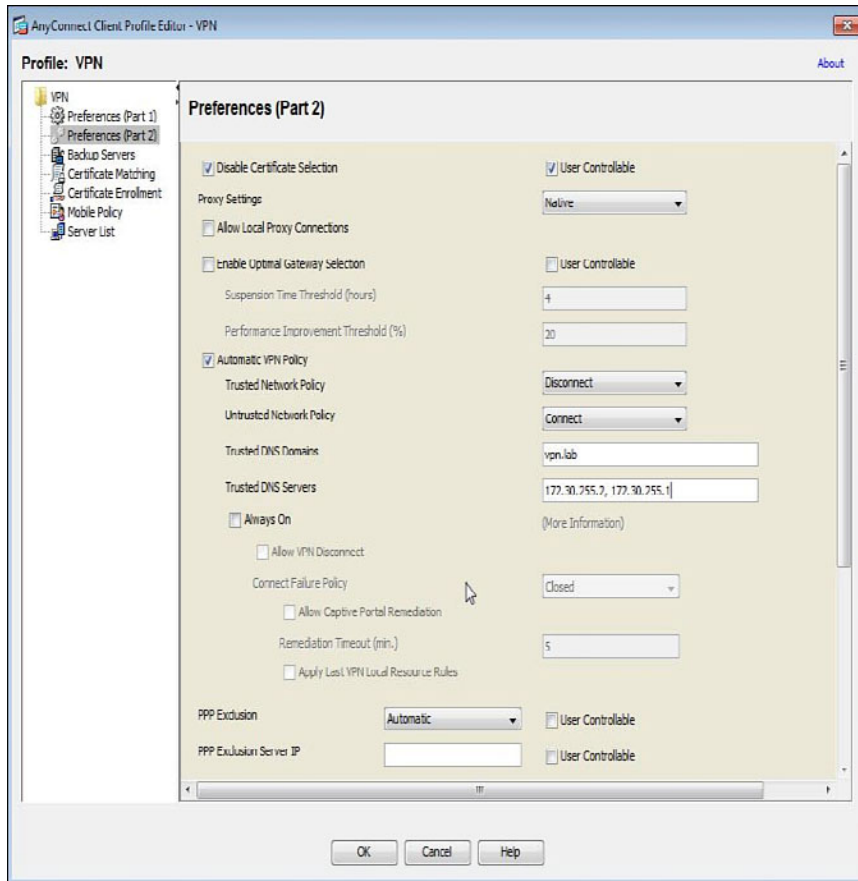 AnyConnect Client Profile Editor - VPN
Profile: VPN
About
VPN
Preferences (Part 1)
Preferences (Part 2)
Backup Servers
Certificate Matching
Certificate Enrollment
Mobile Policy
Server List
Preferences (Part 2)
Disable Certificate Selection
User Controllable
Proxy Settings
Native
Allow Local Proxy Connections
Enable Optimal Gateway Selection
User Controllable
Suspension Time Threshold (hours)
4
Performance Improvement Threshold (%)
20
Automatic VPN Policy
Trusted Network Policy
Disconnect
Untrusted Network Policy
Connect
Trusted DNS Domains
vpn.lab
Trusted DNS Servers
172.30.255.2, 172.30.255.1
Always On
(More Information)
Allow VPN Disconnect
Connect Failure Policy
Closed
Allow Captive Portal Remediation
Remediation Timeout (min.)
5
Apply Last VPN Local Resource Rules
PPP Exclusion
Automatic
User Controllable
PPP Exclusion Server IP
User Controllable
OK
Cancel
Help